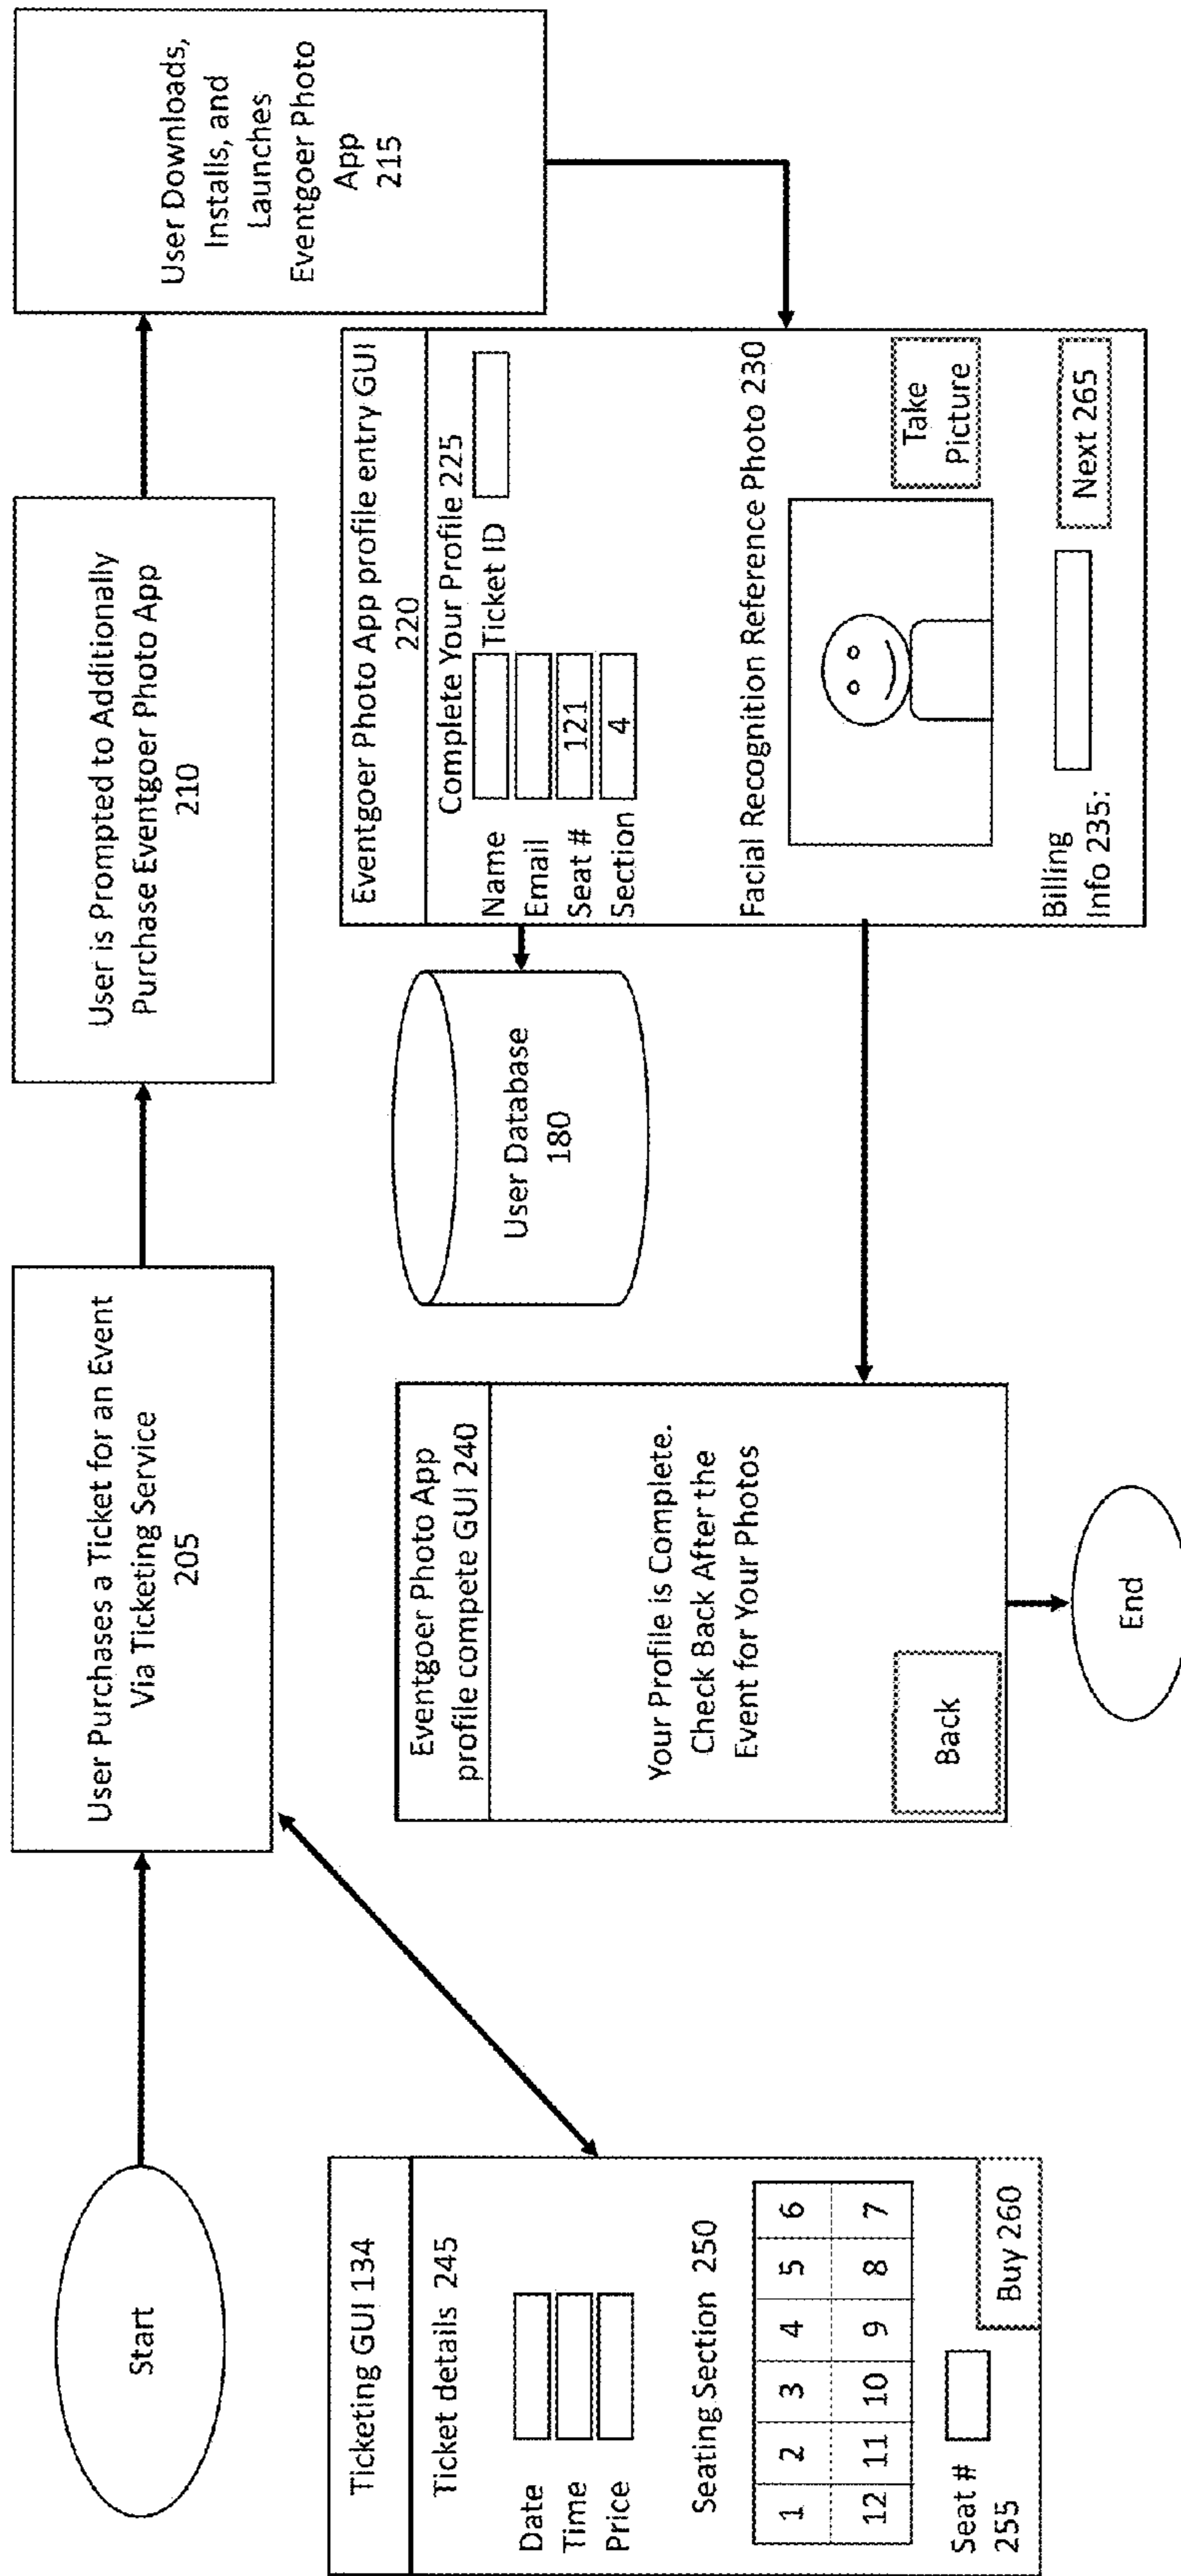 Start
User Purchases a Ticket for an Event
Via Ticketing Service
205
User is Prompted to Additionally
Purchase Eventgoer Photo App
210
User Downloads,
Installs, and
Launches
Eventgoer Photo
App
215
Ticketing GUI 134
Ticket details 245
Date
Time
Price
Seating Section 250
1 2 3 4 5 6
12 11 10 9 8 7
Seat #
255
Buy 260
Eventgoer Photo App
profile compete GUI 240
Your Profile is Complete.
Check Back After the
Event for Your Photos
Back
End
User Database
180
Eventgoer Photo App profile entry GUI
220
Complete Your Profile 225
Name Ticket ID
Email
Seat # 121
Section 4
Facial Recognition Reference Photo 230
Take
Picture
Billing
Info 235:
Next 265